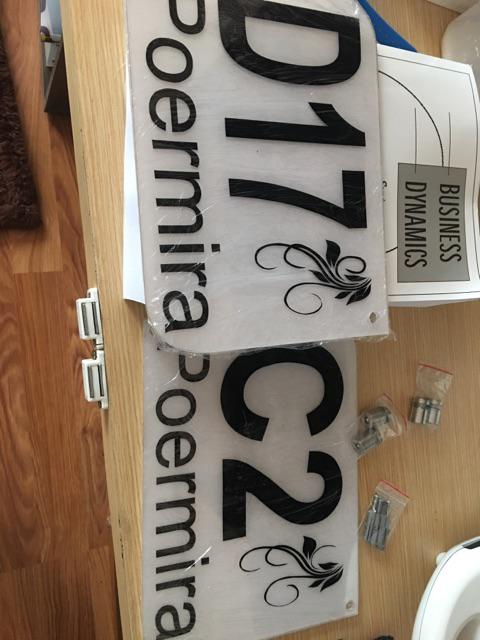 D17
Poermira
C2
Poermira
BUSINESS
DYNAMICS